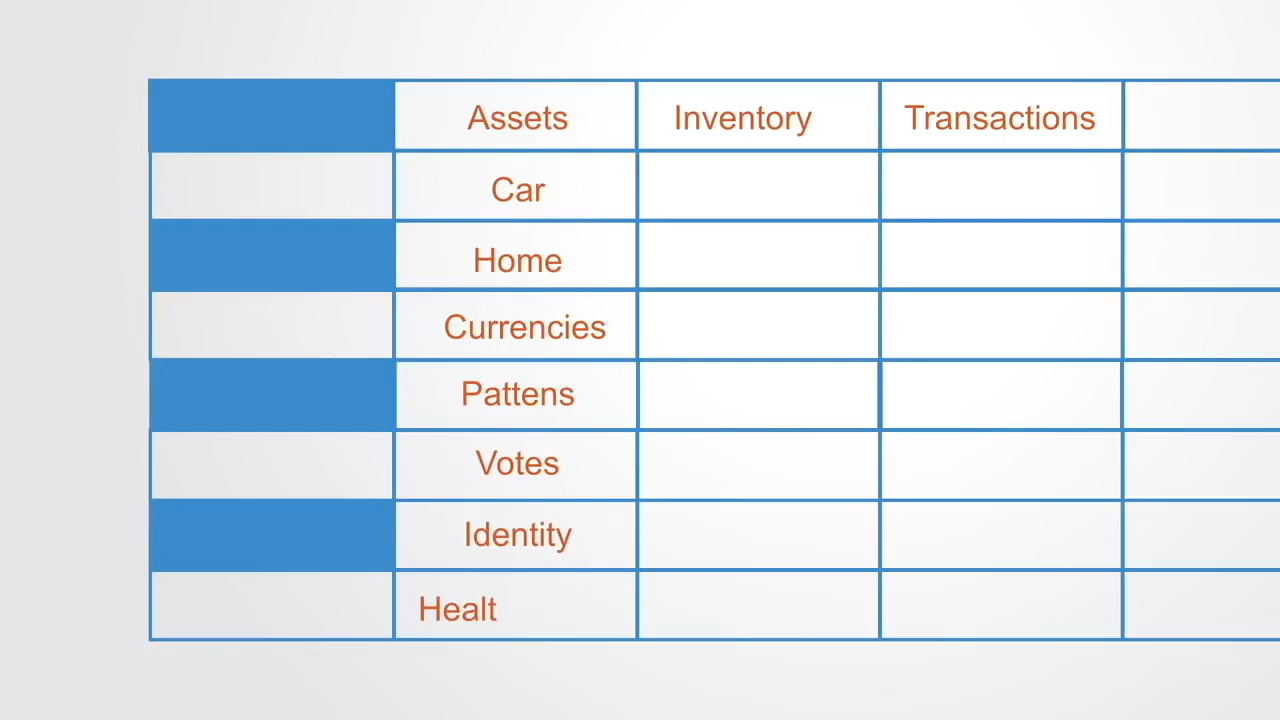 Assets Inventory Transactions
Car
Home
Currencies
Pattens
Votes
Identity
Healt